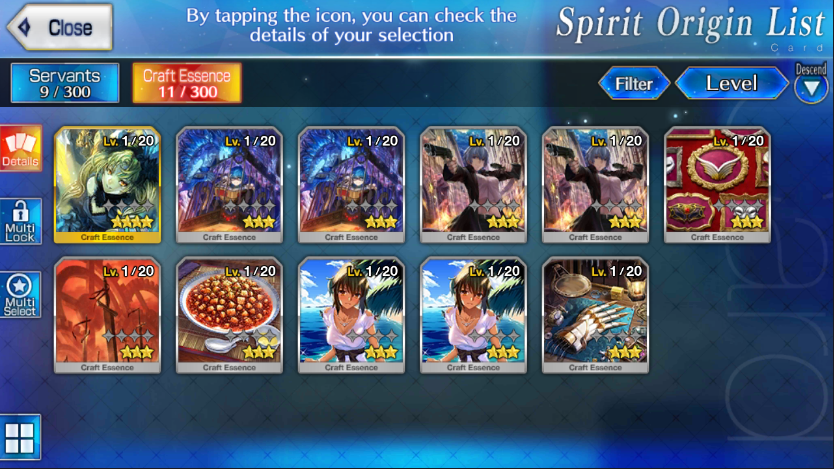 Close
By tapping the icon, you can check the
details of your selection
Spirit Origin List
Card
Servants
9 / 300
Craft Essence
11 / 300
Filter
Level
Descend
Details
Multi
Lock
Multi
Select
Lv. 1/20
Lv. 1/20
Lv. 1/20
Lv. 1/20
Lv. 1/20
Lv. 1/20
Craft Essence
Craft Essence
Craft Essence
Craft Essence
Craft Essence
Craft Essence
Lv. 1/20
Lv. 1/20
Lv. 1/20
Lv. 1/20
Lv. 1/20
Craft Essence
Craft Essence
Craft Essence
Craft Essence
Craft Essence